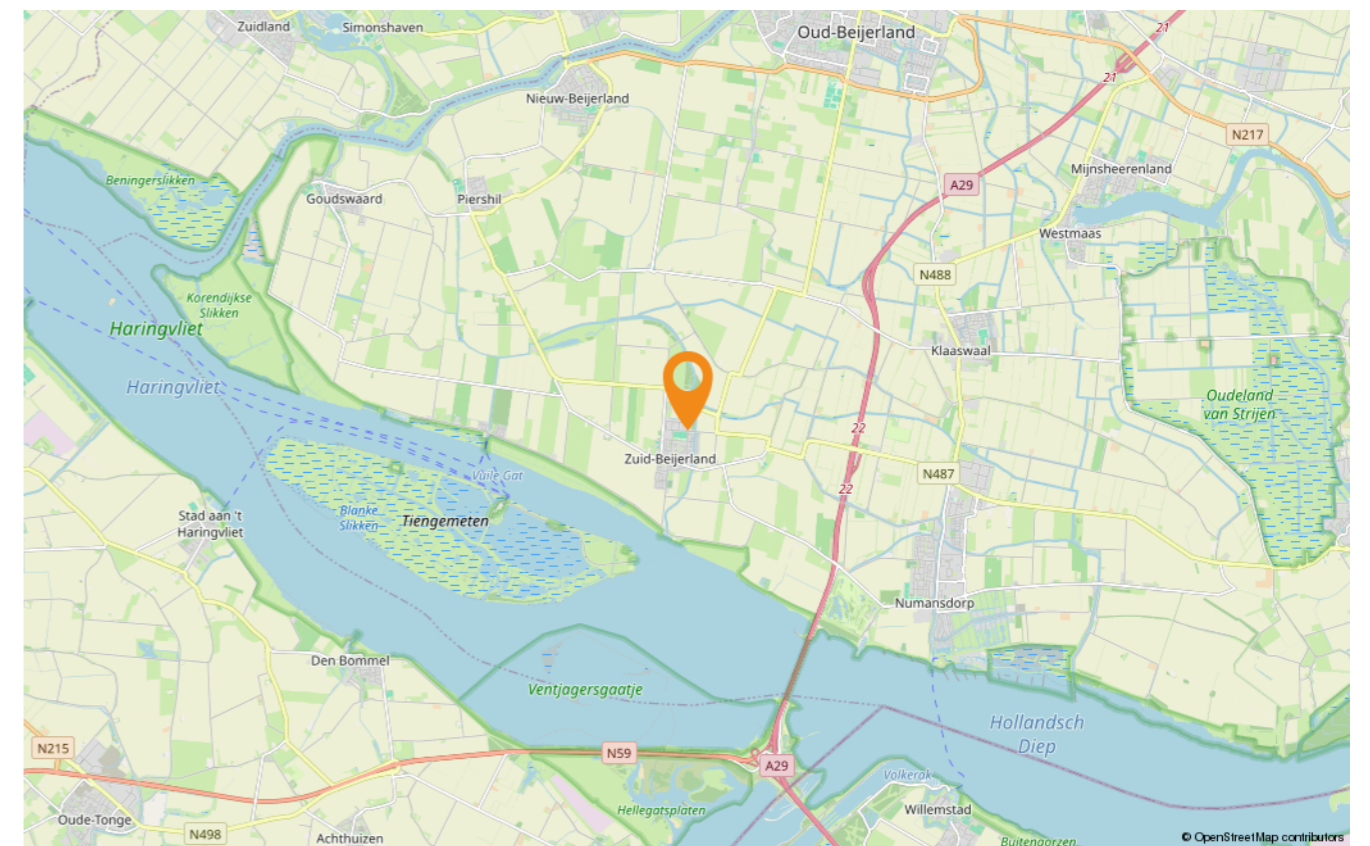 Zuidland
Simonshaven
21
Oud-Beijerland
21
Nieuw-Beijerland
N217
Mijnsheerenland
Beningerslikken
A29
Goudswaard
Piershil
Westmaas
N488
Korendijkse
Slikken
Haringvliet
Klaaswaal
Haringvliet
Oudeland
van Strijen
22
Zuid-Beijerland
N487
Vuile Gat
22
Blanke
Slikken
Tiengemeten
Stad aan 't
Haringvliet
Numansdorp
Den Bommel
Ventjagersgaatje
Hollandsch
Diep
N215
N59
A29
Volkerak
Hellegatsplaten
Willemstad
Oude-Tonge
N498
Achthuizen
Buitengorzen
© OpenStreetMap contributors